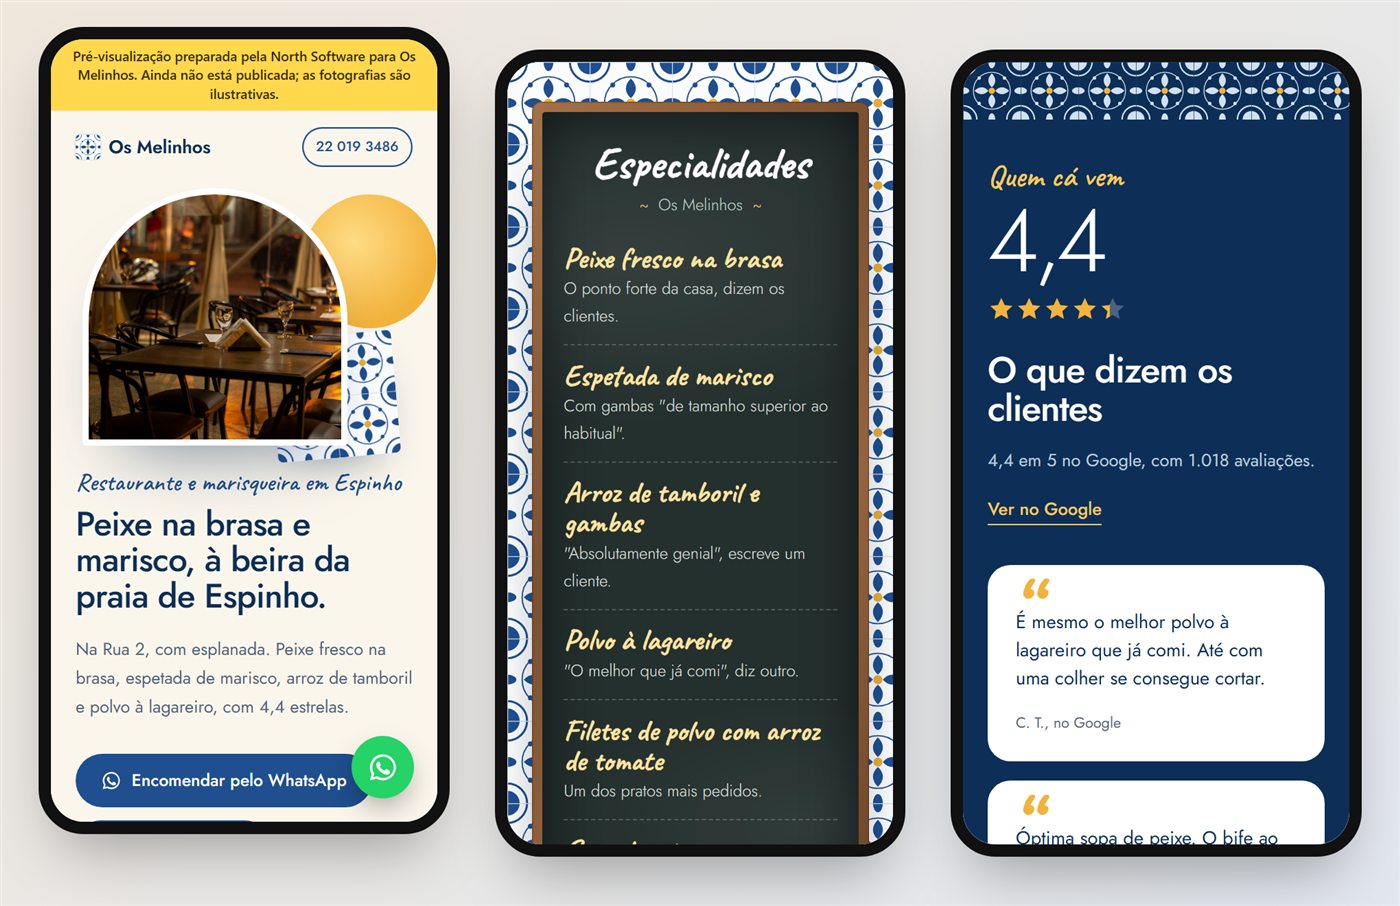 Pré-visualização preparada pela North Software para Os
Melinhos. Ainda não está publicada; as fotografias são
ilustrativas.
Os Melinhos
22 019 3486
Restaurante e marisqueira em Espinho
Peixe na brasa e
marisco, à beira da
praia de Espinho.
Na Rua 2, com esplanada. Peixe fresco na
brasa, espetada de marisco, arroz de tamboril
e polvo à lagareiro, com 4,4 estrelas.
Encomendar pelo WhatsApp
Especialidades
~ Os Melinhos ~
Peixe fresco na brasa
O ponto forte da casa, dizem os
clientes.
Espetada de marisco
Com gambas "de tamanho superior ao
habitual".
Arroz de tamboril e
gambas
"Absolutamente genial", escreve um
cliente.
Polvo à lagareiro
"O melhor que já comi", diz outro.
Filetes de polvo com arroz
de tomate
Um dos pratos mais pedidos.
Quem cá vem
4,4
O que dizem os
clientes
4,4 em 5 no Google, com 1.018 avaliações.
Ver no Google
“
É mesmo o melhor polvo à
lagareiro que já comi. Até com
uma colher se consegue cortar.
C. T., no Google
“
Óptima sopa de peixe. O bife ao